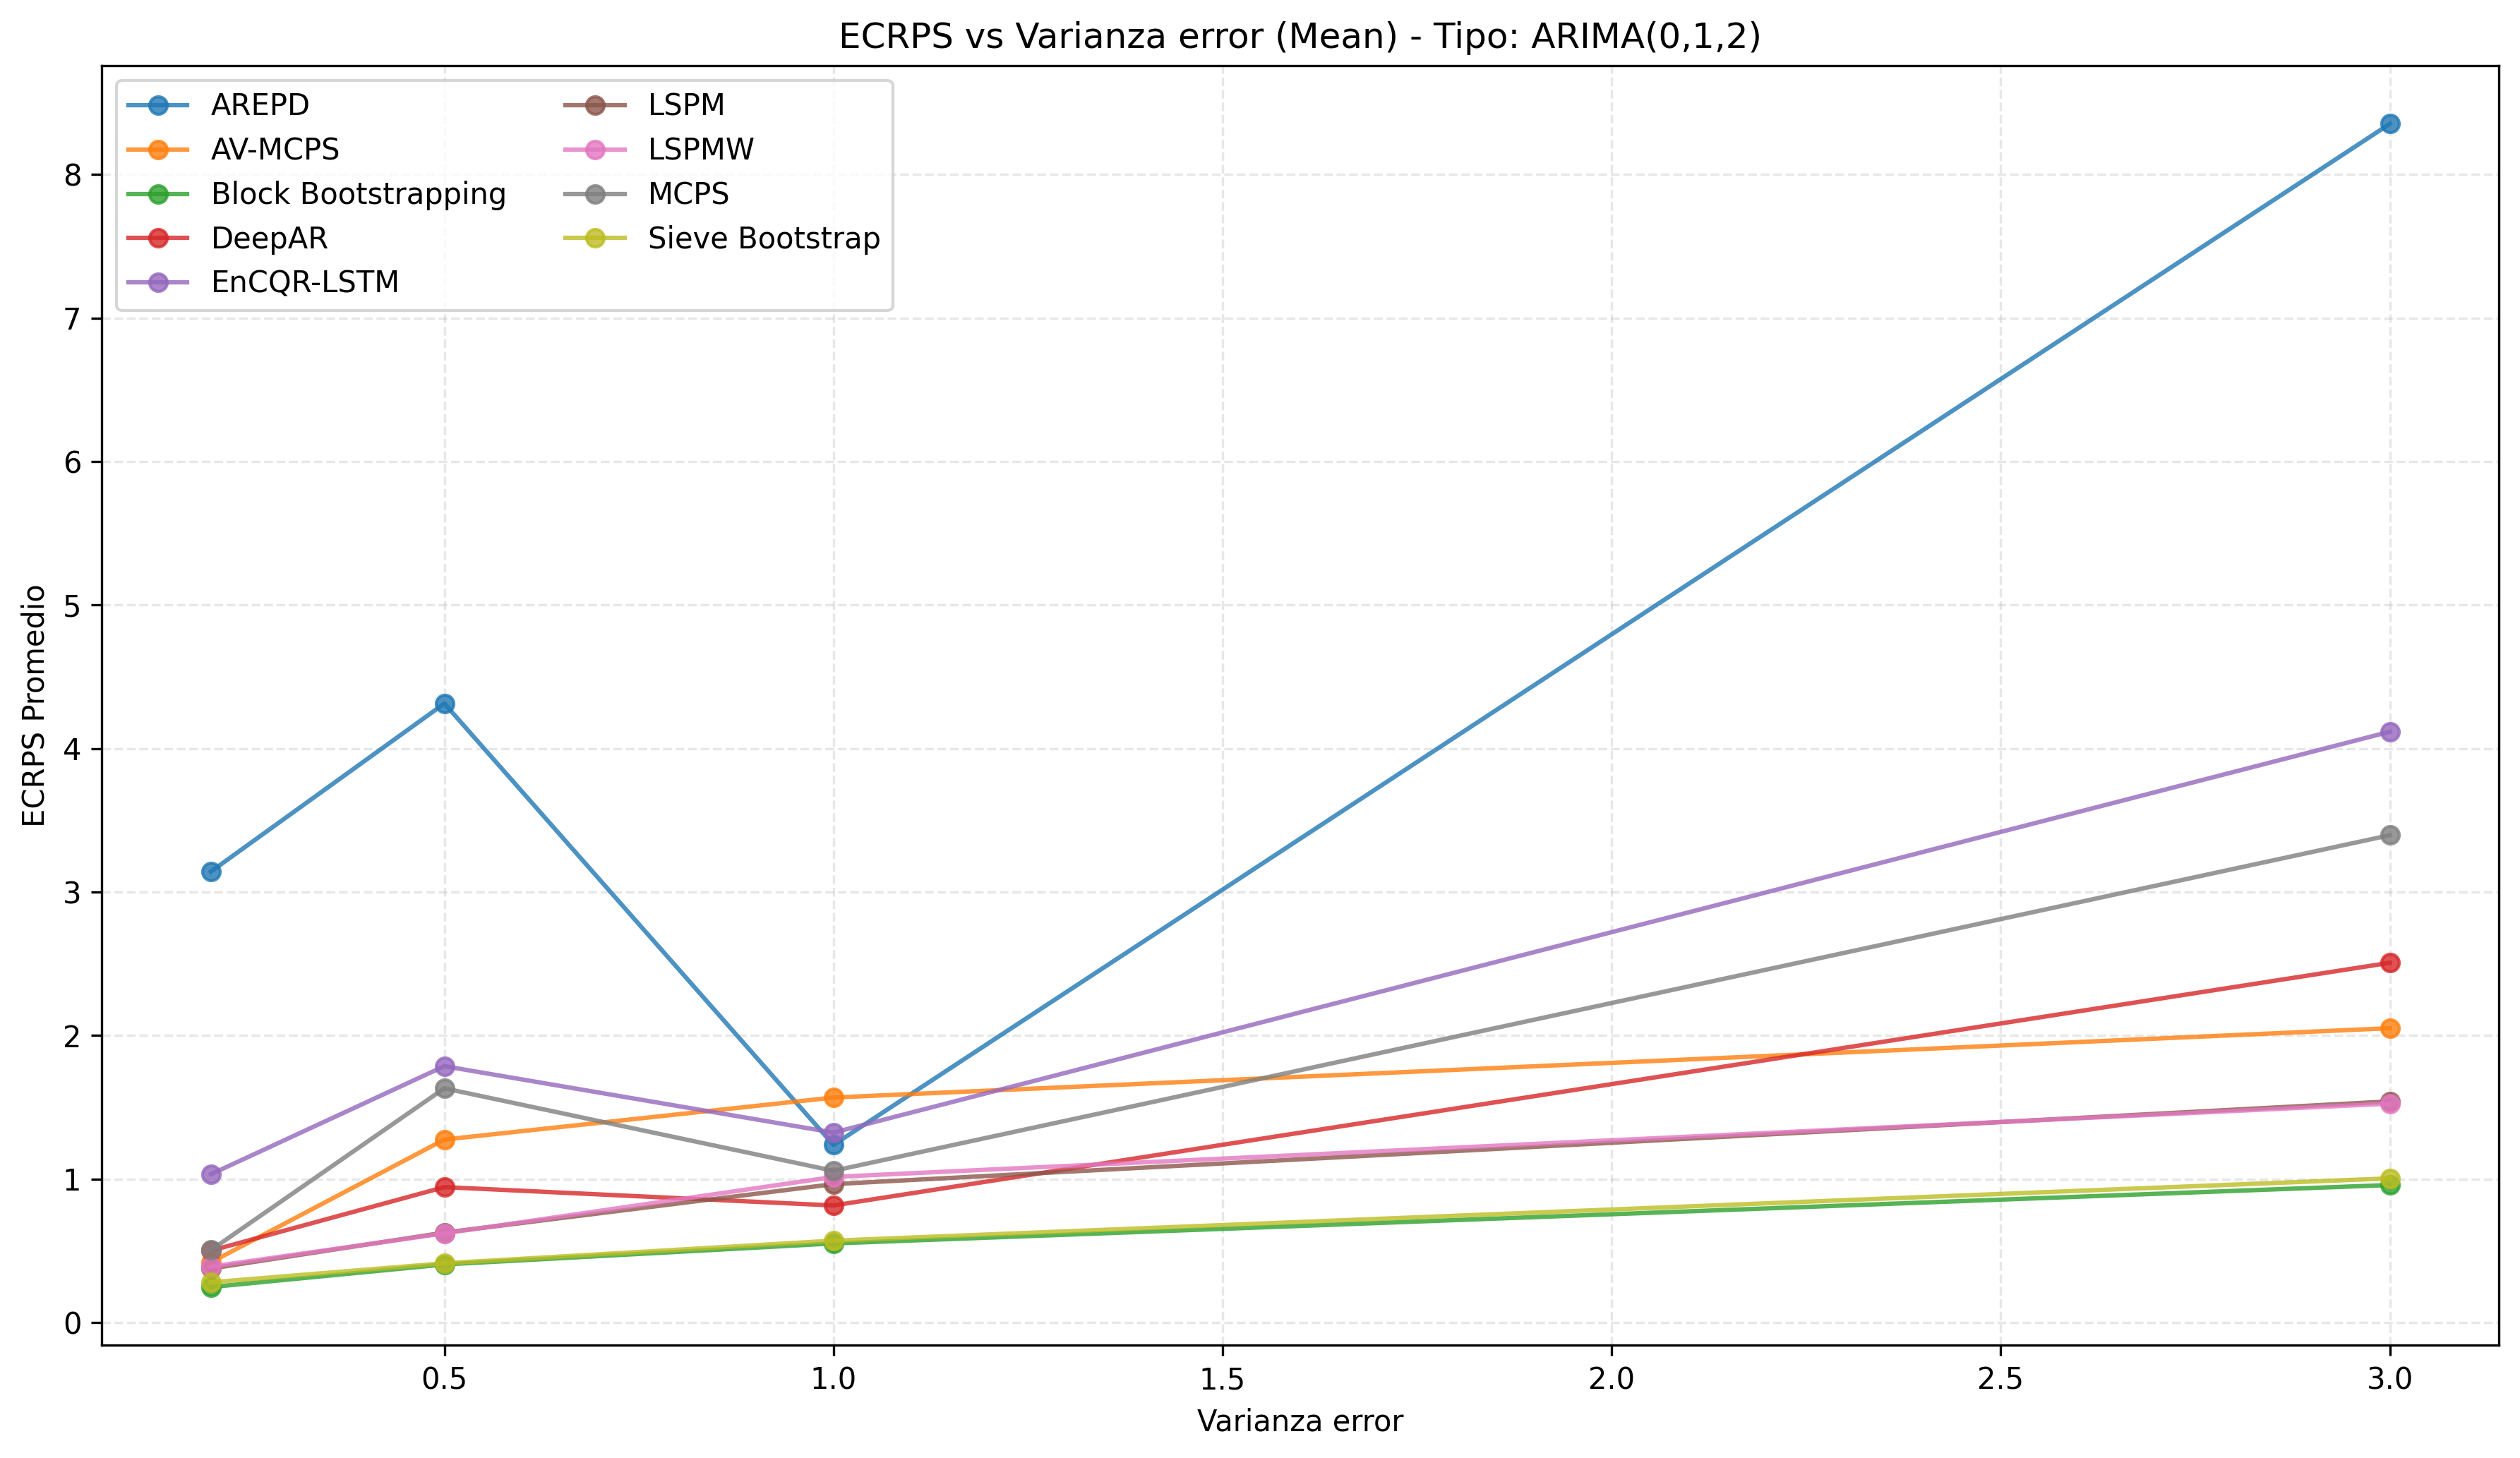 ECRPS vs Varianza error (Mean) - Tipo: ARIMA(0,1,2)
AREPD
AV-MCPS
Block Bootstrapping
DeepAR
EnCQR-LSTM
LSPM
LSPMW
MCPS
Sieve Bootstrap
ECRPS Promedio
8
7
6
5
4
3
2
1
0
0.5 1.0 1.5 2.0 2.5 3.0
Varianza error